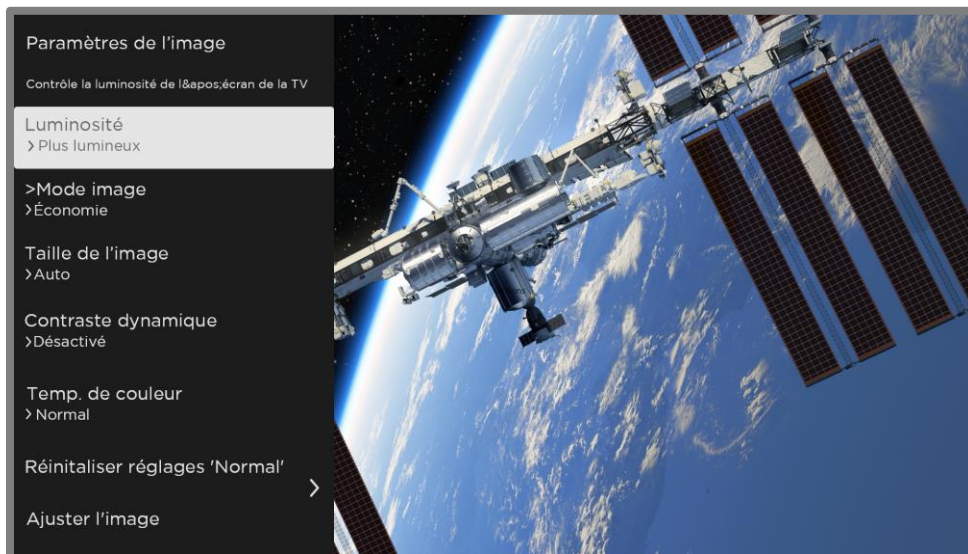 Paramètres de l'image
Contrôle la luminosité de l&apos;écran de la TV
Luminosité
> Plus lumineux
>Mode image
>Économie
Taille de l'image
>Auto
Contraste dynamique
>Désactivé
Temp. de couleur
> Normal
Réinitaliser réglages 'Normal'
>
Ajuster l'image